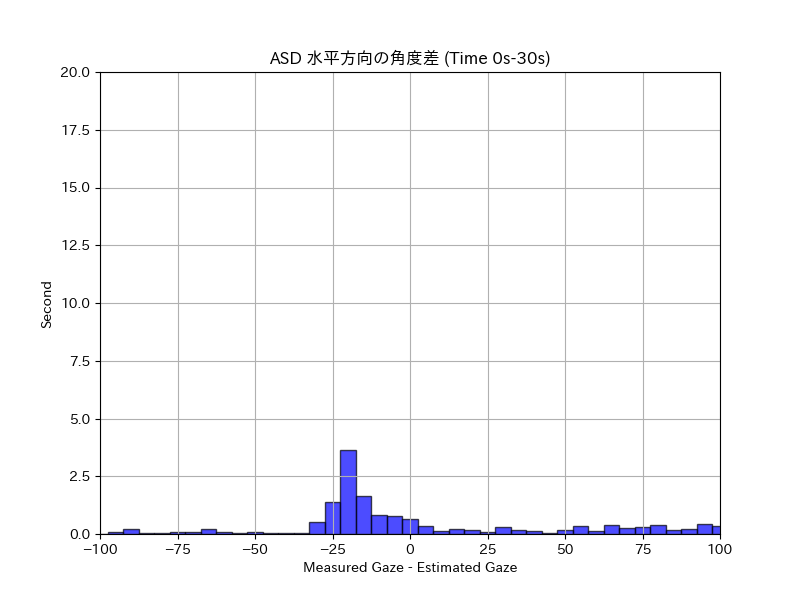 ASD 水平方向の角度差 (Time 0s-30s)
20.0
17.5
15.0
12.5
10.0
7.5
5.0
2.5
0.0
Second
−100 −75 −50 −25 0 25 50 75 100
Measured Gaze - Estimated Gaze